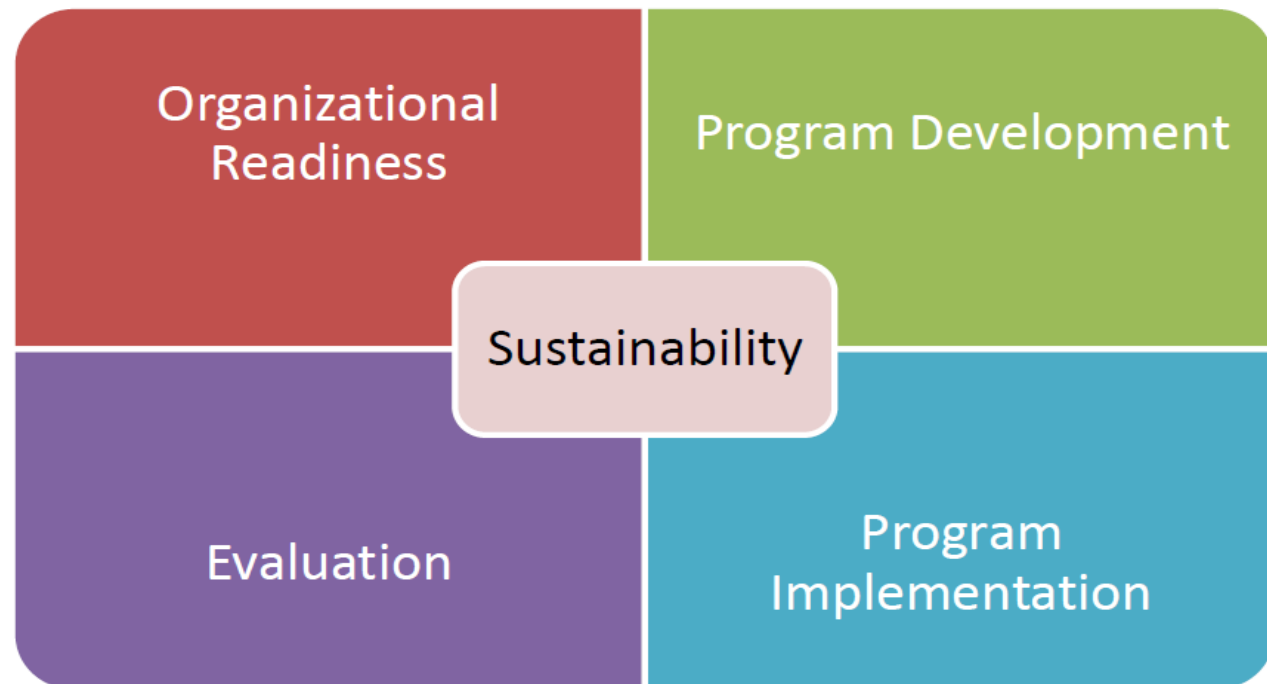 Organizational
Readiness
Program Development
Sustainability
Evaluation
Program
Implementation